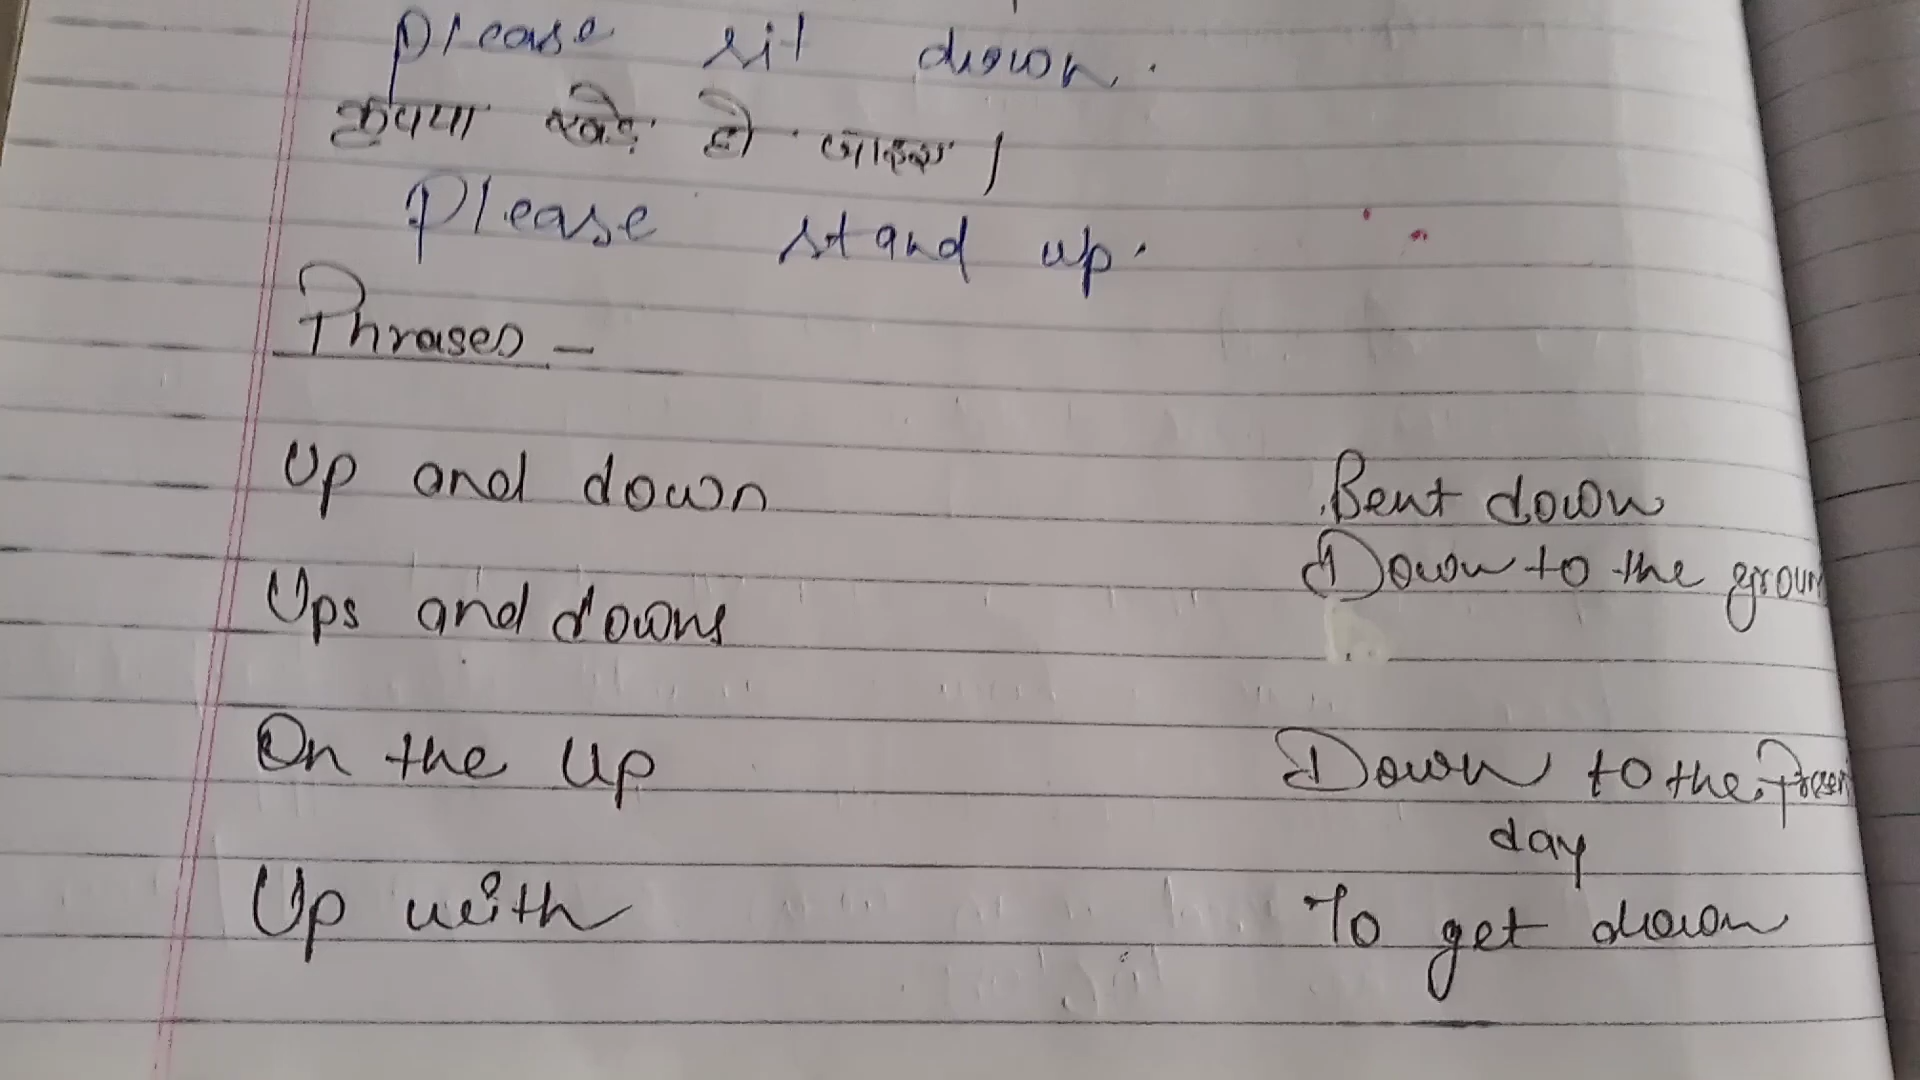 Please sit down.
कृपया खड़े हो जाइए।
Please stand up.
Phrases -
Up and down
Bent down
Ups and downs
Down to the groun
On the up
Down to the Presen
day
Up with
To get down